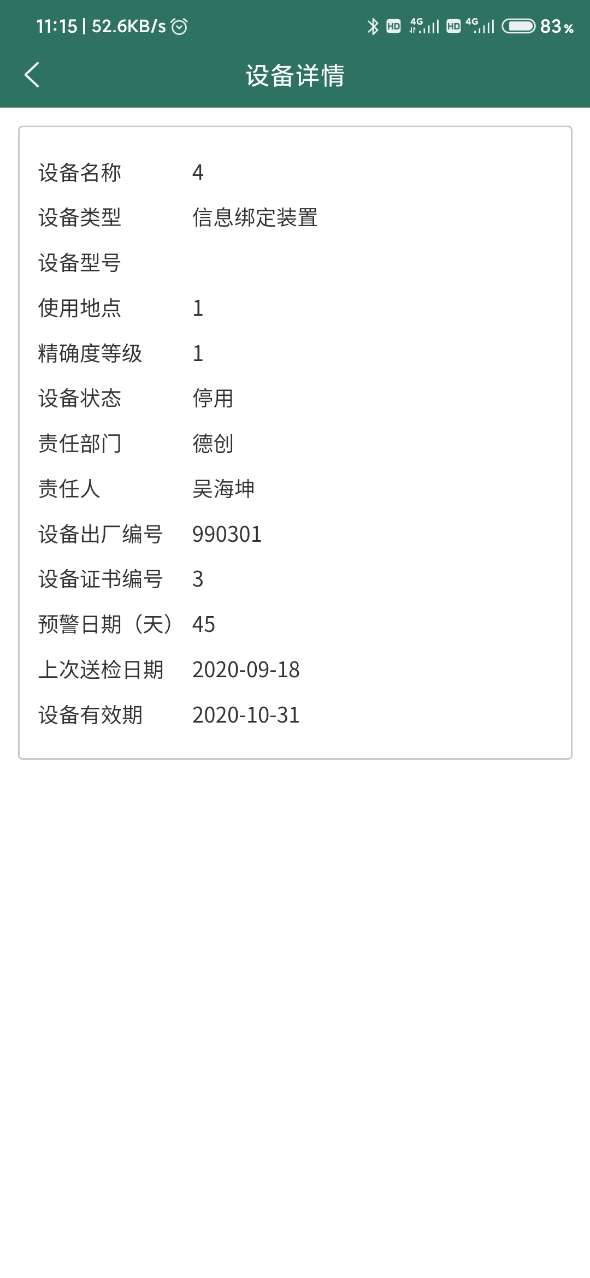 11:15 | 52.6KB/s HD 4G HD 4G 83%
设备详情
设备名称 4
设备类型 信息绑定装置
设备型号
使用地点 1
精确度等级 1
设备状态 停用
责任部门 德创
责任人 吴海坤
设备出厂编号 990301
设备证书编号 3
预警日期（天） 45
上次送检日期 2020-09-18
设备有效期 2020-10-31